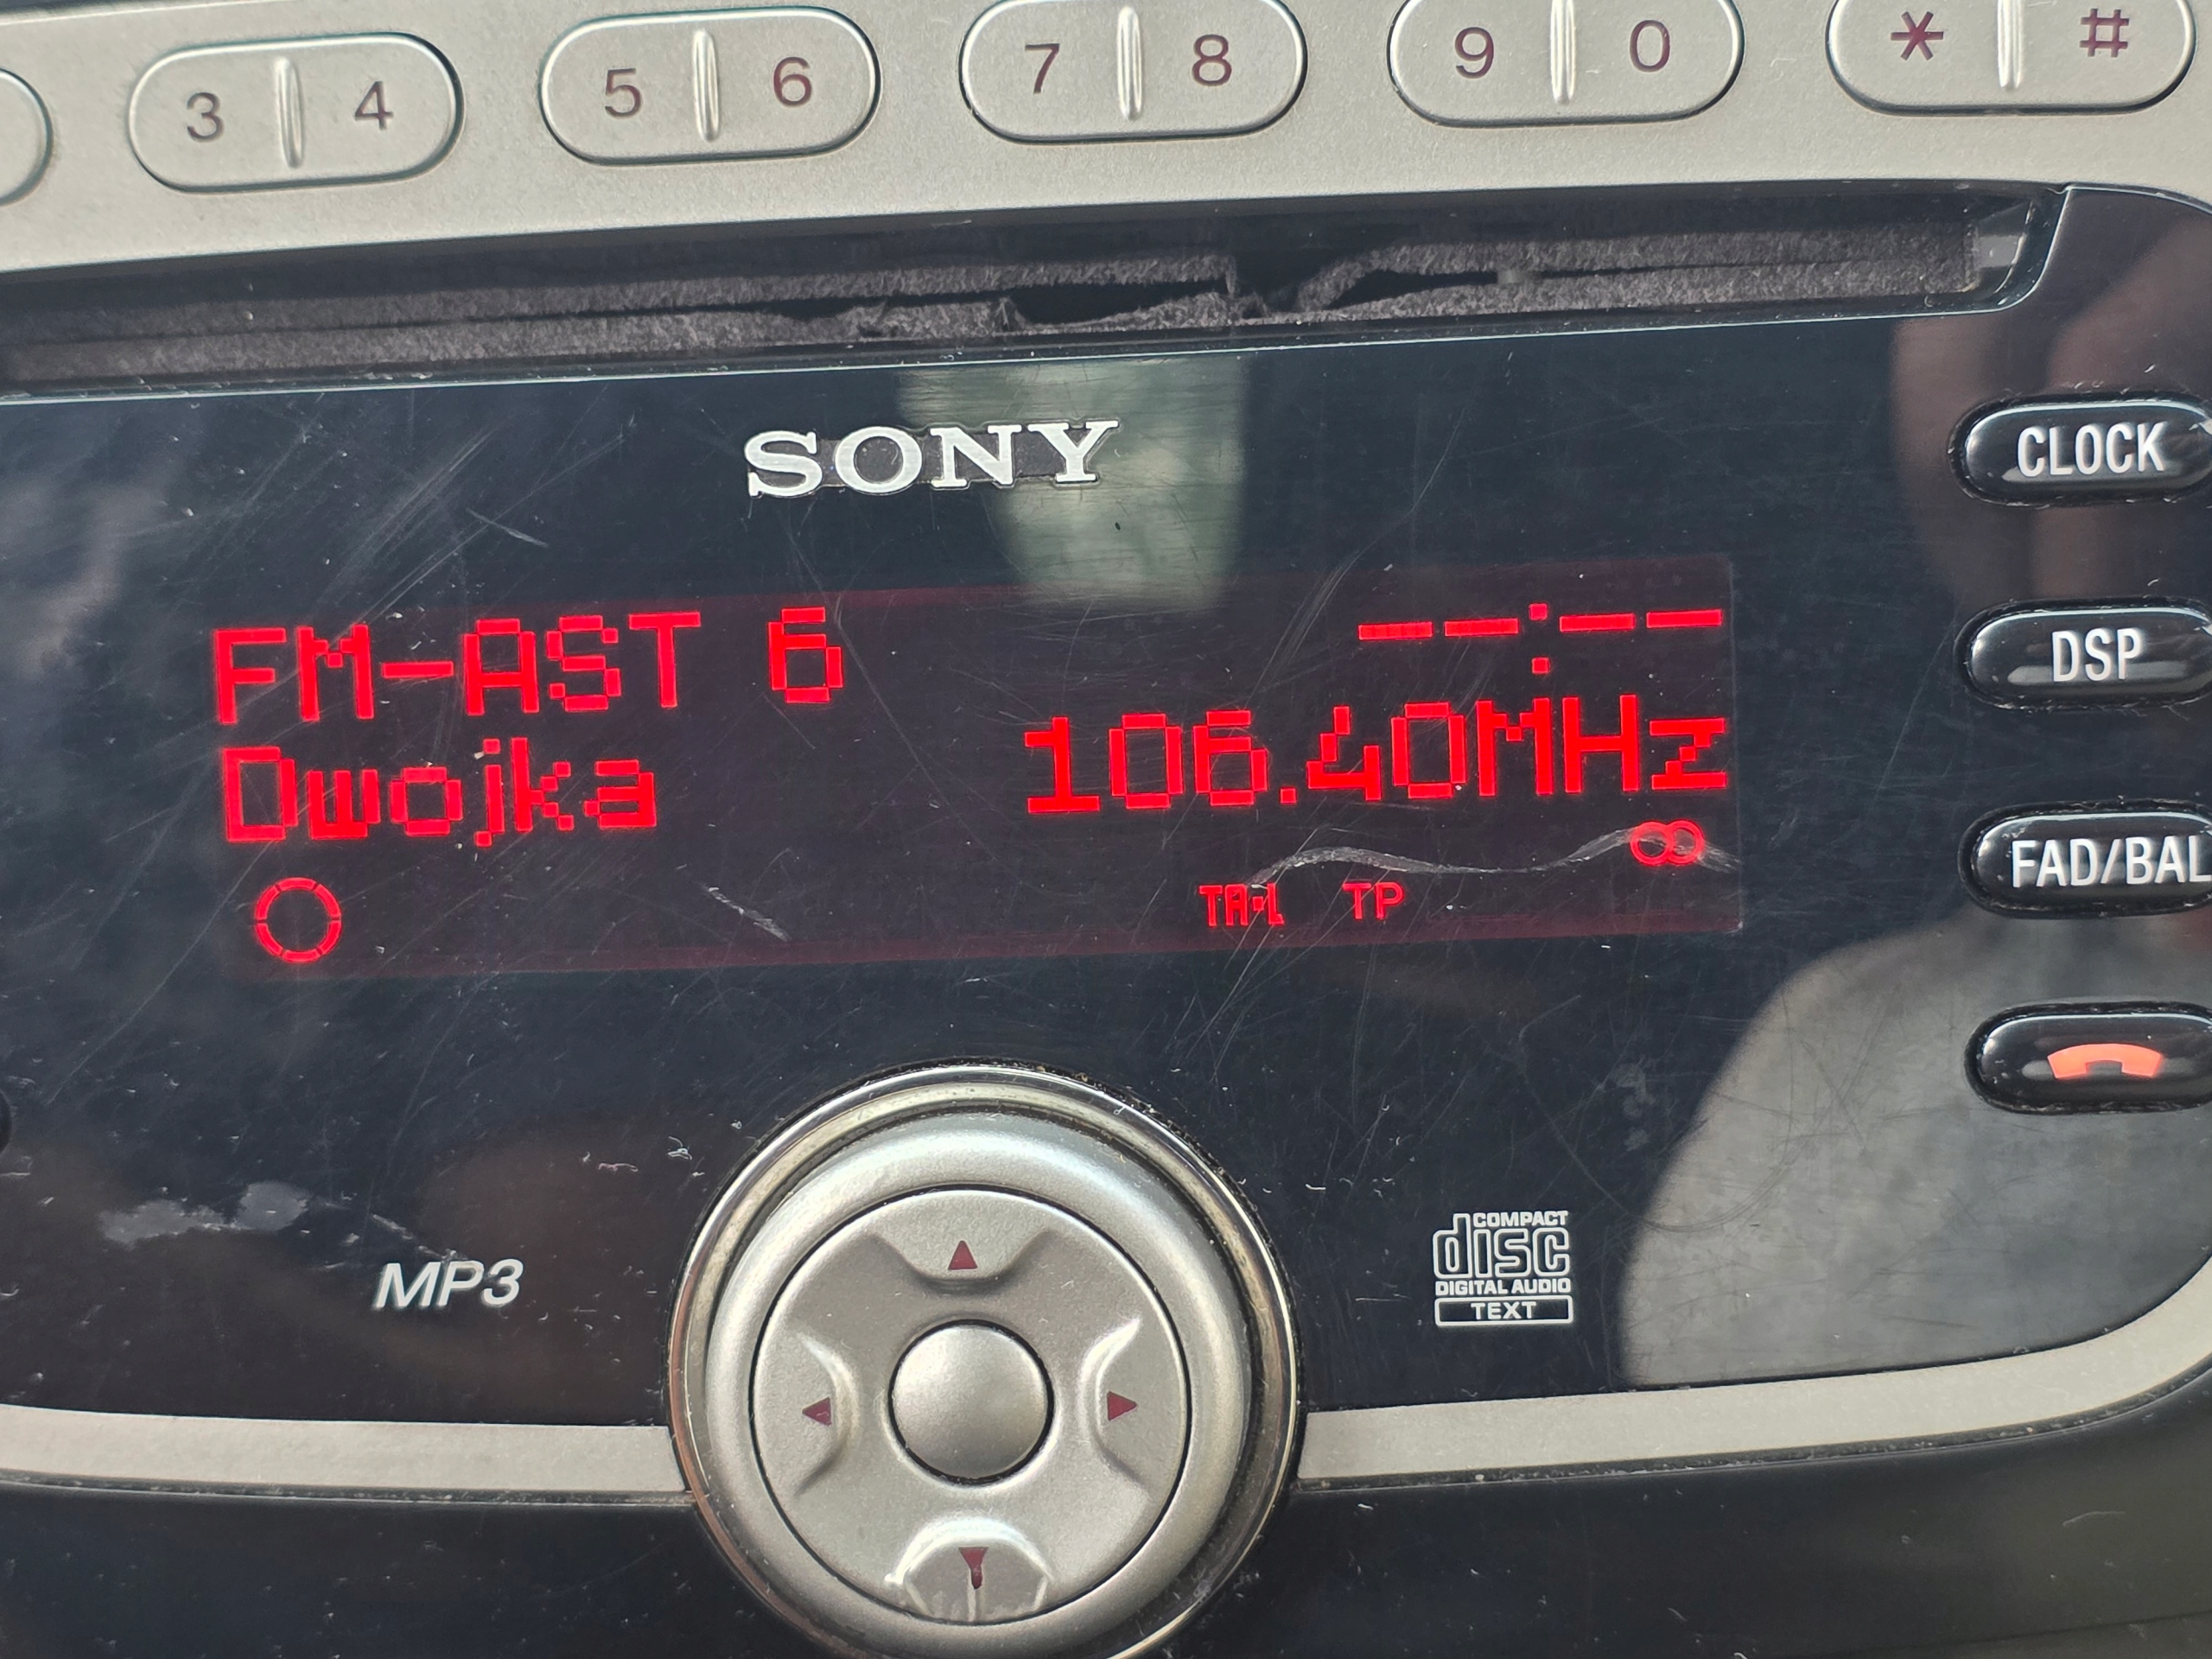 3 4 5 6 7 8 9 0 * #
SONY
CLOCK
FM-AST 6 --:--
DSP
Dwojka 106.40MHz
FAD/BAL
TA·L TP
MP3
COMPACT
disc
DIGITAL AUDIO
TEXT